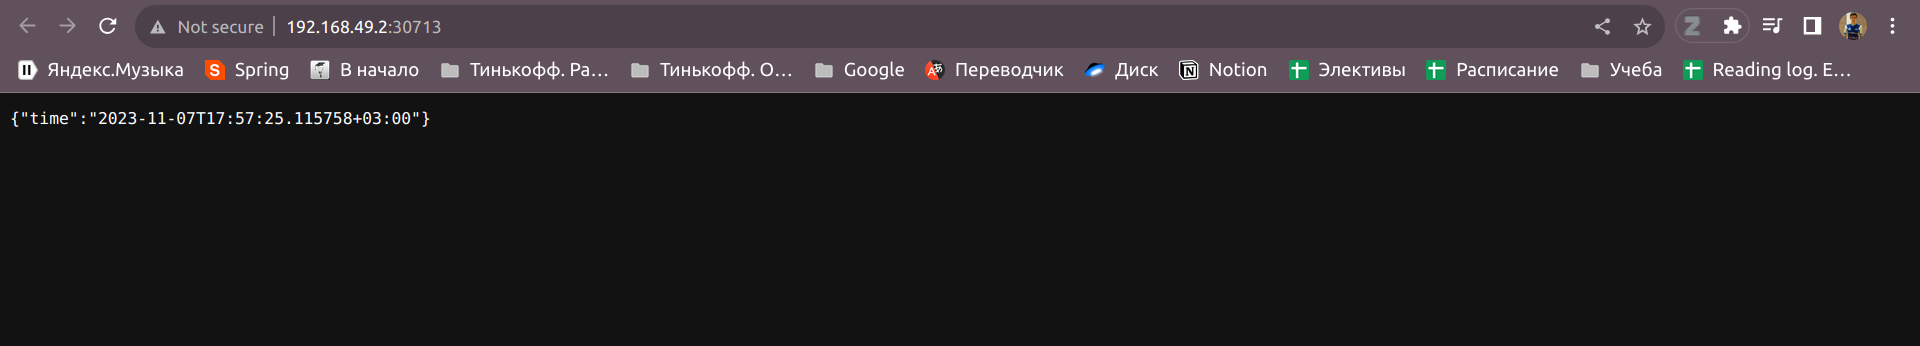 Not secure 192.168.49.2:30713
Яндекс.Музыка Spring В начало Тинькофф. Ра... Тинькофф. О... Google Переводчик Диск Notion Элективы Расписание Учеба Reading log. E...
{"time":"2023-11-07T17:57:25.115758+03:00"}